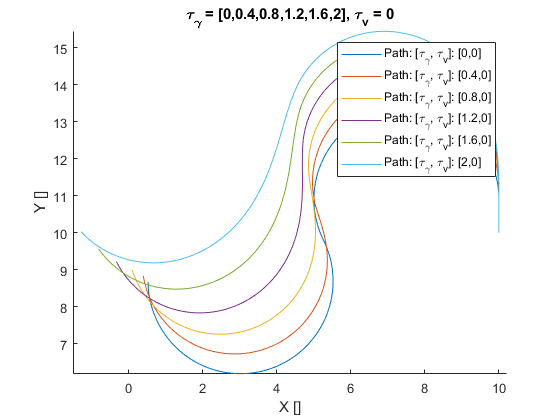 τγ = [0,0.4,0.8,1.2,1.6,2], τv = 0
Y []
15
14
13
12
11
10
9
8
7
Path: [τγ, τv]: [0,0]
Path: [τγ, τv]: [0.4,0]
Path: [τγ, τv]: [0.8,0]
Path: [τγ, τv]: [1.2,0]
Path: [τγ, τv]: [1.6,0]
Path: [τγ, τv]: [2,0]
0 2 4 6 8 10
X []